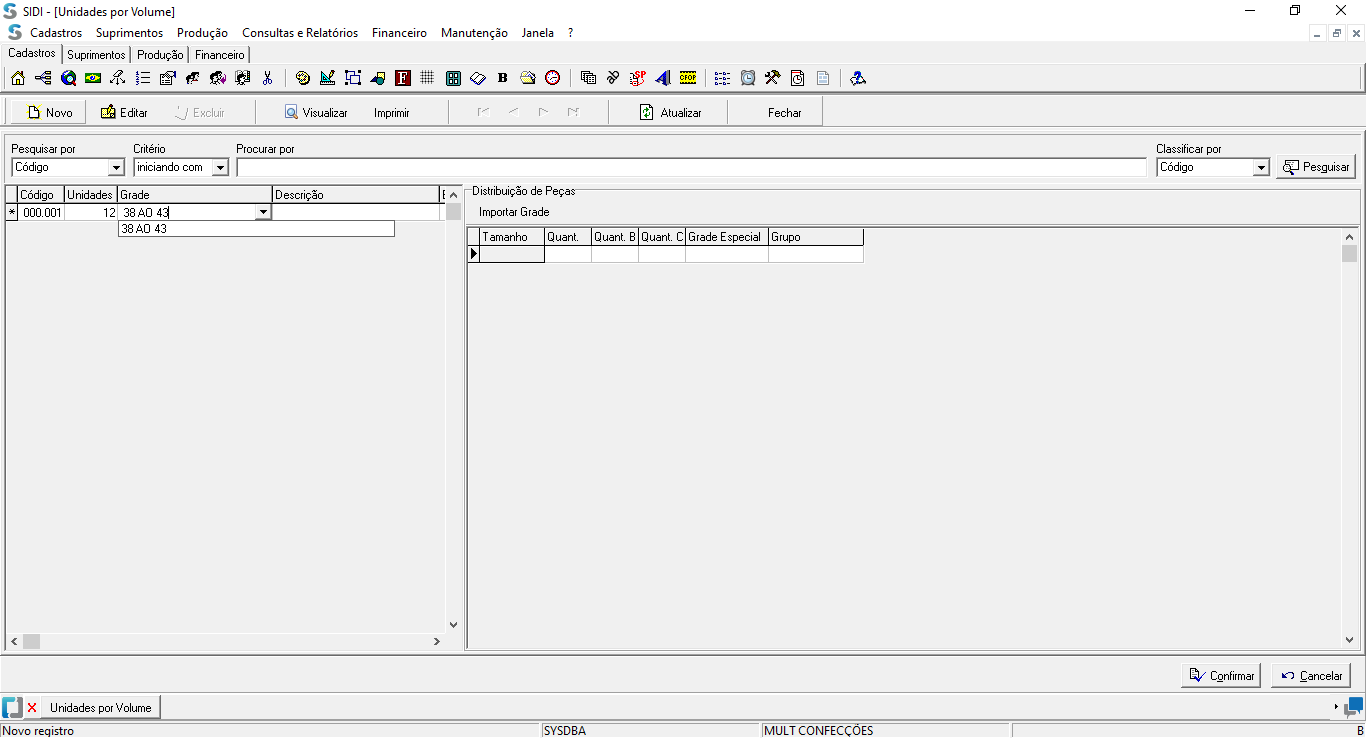 SIDI - [Unidades por Volume]
Cadastros Suprimentos Produção Consultas e Relatórios Financeiro Manutenção Janela ?
Cadastros Suprimentos Produção Financeiro
F B SP CFOP
Novo Editar Excluir Visualizar Imprimir Atualizar Fechar
Pesquisar por Critério Procurar por Classificar por
Código iniciando com Código Pesquisar
Código Unidades Grade Descrição
Distribuição de Peças
* 000.001 12 38 AO 43
38 AO 43
Importar Grade
Tamanho Quant. Quant. B Quant. C Grade Especial Grupo
Confirmar Cancelar
Unidades por Volume
Novo registro SYSDBA MULT CONFECÇÕES B